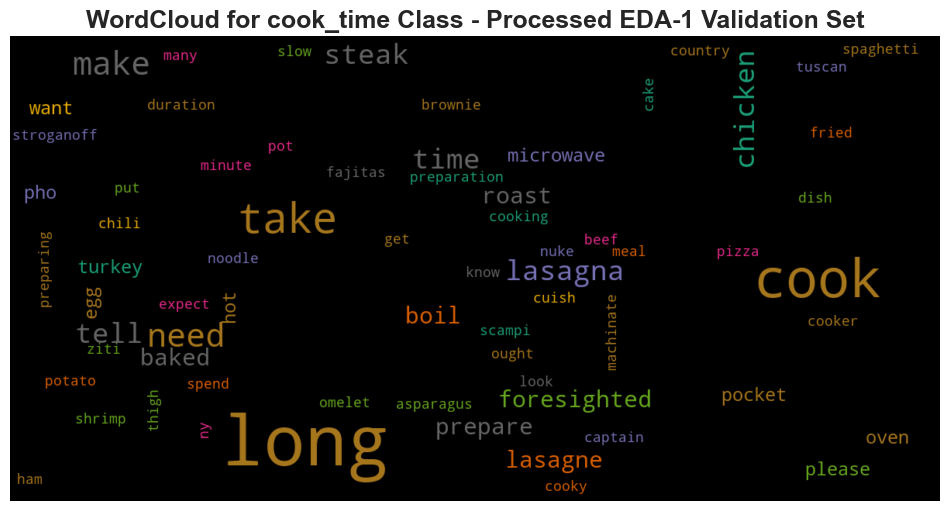 WordCloud for cook_time Class - Processed EDA-1 Validation Set
make many slow steak country spaghetti
tuscan
cake
chicken
want duration brownie
stroganoff fried
pot
time microwave
minute fajitas preparation
pho put roast dish
chili take cooking
get beef
preparing noodle nuke meal pizza
turkey know lasagna cook
egg expect hot cuish
boil machinate cooker
tell need scampi
ziti baked ought
potato spend look
thigh omelet asparagus foresighted pocket
shrimp
ny long prepare captain oven
lasagne please
ham cooky